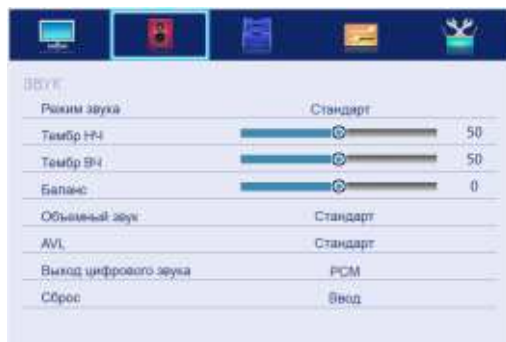 ЗВУК
Режим звука Стандарт
Тембр НЧ 50
Тембр ВЧ 50
Баланс 0
Объемный звук Стандарт
AVL Стандарт
Выход цифрового звука PCM
Сброс Ввод